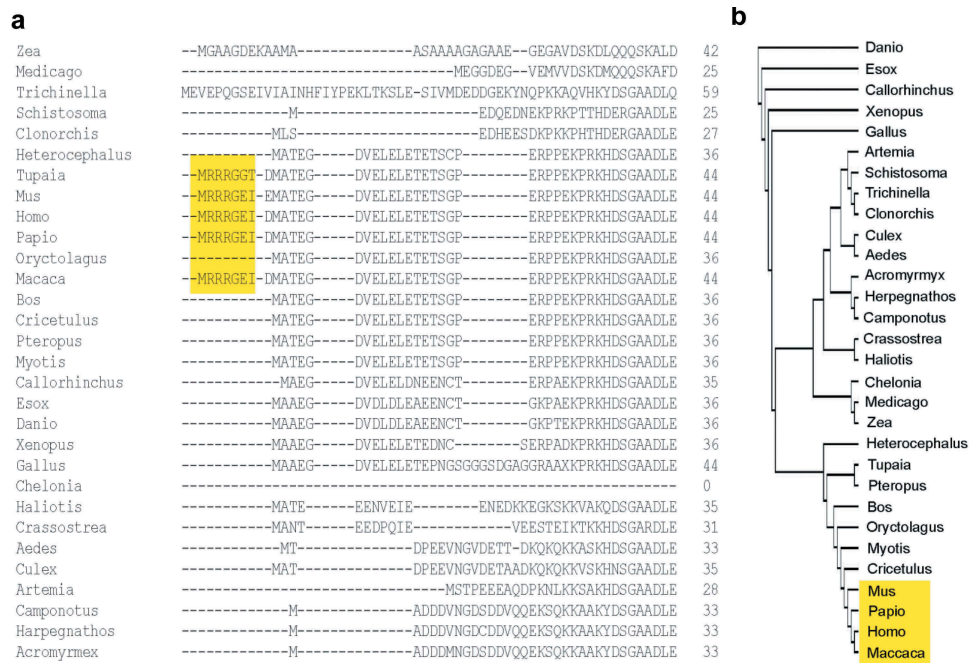 a
Zea --MGAAGDEKAAMA--------------ASAAAAGAGAAE--GEGAVDSKDLQQQSKALD 42
Medicago ---------------------------------MEGGDEG--VEMVVDSKDMQQQSKAFD 25
Trichinella MEVEPQGSEIVIAINHFIYPEKLTKSLE-SIVMDEDDGEKYNQPKKAQVHKYDSGAADLQ 59
Schistosoma -------------M----------------------EDQEDNEKPRKPTTHDERGAADLE 25
Clonorchis -----------MLS----------------------EDHEESDKPKKPHTHDERGAADLE 27
Heterocephalus -----------MATEG-----DVELELETETSCP--------ERPPEKPRKHDSGAADLE 36
Tupaia --MRRRGGT-DMATEG-----DVELELETETSGP--------ERPPEKPRKHDSGAADLE 44
Mus --MRRRGEI-EMATEG-----DVELELETETSGP--------ERPPEKPRKHDSGAADLE 44
Homo --MRRRGEI-DMATEG-----DVELELETETSGP--------ERPPEKPRKHDSGAADLE 44
Papio --MRRRGEI-DMATEG-----DVELELETETSGP--------ERPPEKPRKHDSGAADLE 44
Oryctolagus -----------MATEG-----DVELELETETSGP--------ERPPEKPRKHDSGAADLE 36
Macaca --MRRRGEI-DMATEG-----DVELELETETSGP--------ERPPEKPRKHDSGAADLE 44
Bos -----------MATEG-----DVELELETETSGP--------ERPPEKPRKHDSGAADLE 36
Cricetulus -----------MATEG-----DVELELETETSGP--------ERPPEKPRKHDSGAADLE 36
Pteropus -----------MATEG-----DVELELETETSGP--------ERPPEKPRKHDSGAADLE 36
Myotis -----------MATEG-----DVELELETETSGP--------ERPPEKPRKHDSGAADLE 36
Callorhinchus ------------MAEG-----DVELELDNEENCT--------ERPAEKPRKHDSGAADLE 35
Esox -----------MAAEG-----DVDLDLEAEENCT--------GKPAEKPRKHDSGAADLE 36
Danio -----------MAAEG-----DVDLDLEAEENCT--------GKPTEKPRKHDSGAADLE 36
Xenopus -----------MAAEG-----DVELELETEDNC--------SERPADKPRKHDSGAADLE 36
Gallus -----------MAAEG-----DVELELETEPNGSGGGSDGAGGRAAXKPRKHDSGAADLE 44
Chelonia ------------------------------------------------------------ 0
Haliotis -----------MATE------EENVEIE--------ENEDKKEGKSKKVAKQDSGAADLE 35
Crassostrea -----------MANT------EEDPQIE------------VEESTEIKTKKHDSGARDLE 31
Aedes ------------MT--------------DPEEVNGVDETT-DKQKQKKASKHDSGAADLE 33
Culex -----------MAT--------------DPEEVNGVDETAADKQKQKKVSKHNSGAADLE 35
Artemia --------------------------------MSTPEEEAQDPKNLKKSAKHDSGAADLE 28
Camponotus -------------M--------------ADDDVNGDSDDVQQEKSQKKAAKYDSGAADLE 33
Harpegnathos -------------M--------------ADDDVNGDCDDVQQEKSQKKAAKYDSGAADLE 33
Acromyrmex -------------M--------------ADDDMNGDSDDVQQEKSQKKAAKYDSGAADLE 33
b
Danio
Esox
Callorhinchus
Xenopus
Gallus
Artemia
Schistosoma
Trichinella
Clonorchis
Culex
Aedes
Acromyrmyx
Herpegnathos
Camponotus
Crassostrea
Haliotis
Chelonia
Medicago
Zea
Heterocephalus
Tupaia
Pteropus
Bos
Oryctolagus
Myotis
Cricetulus
Mus
Papio
Homo
Maccaca